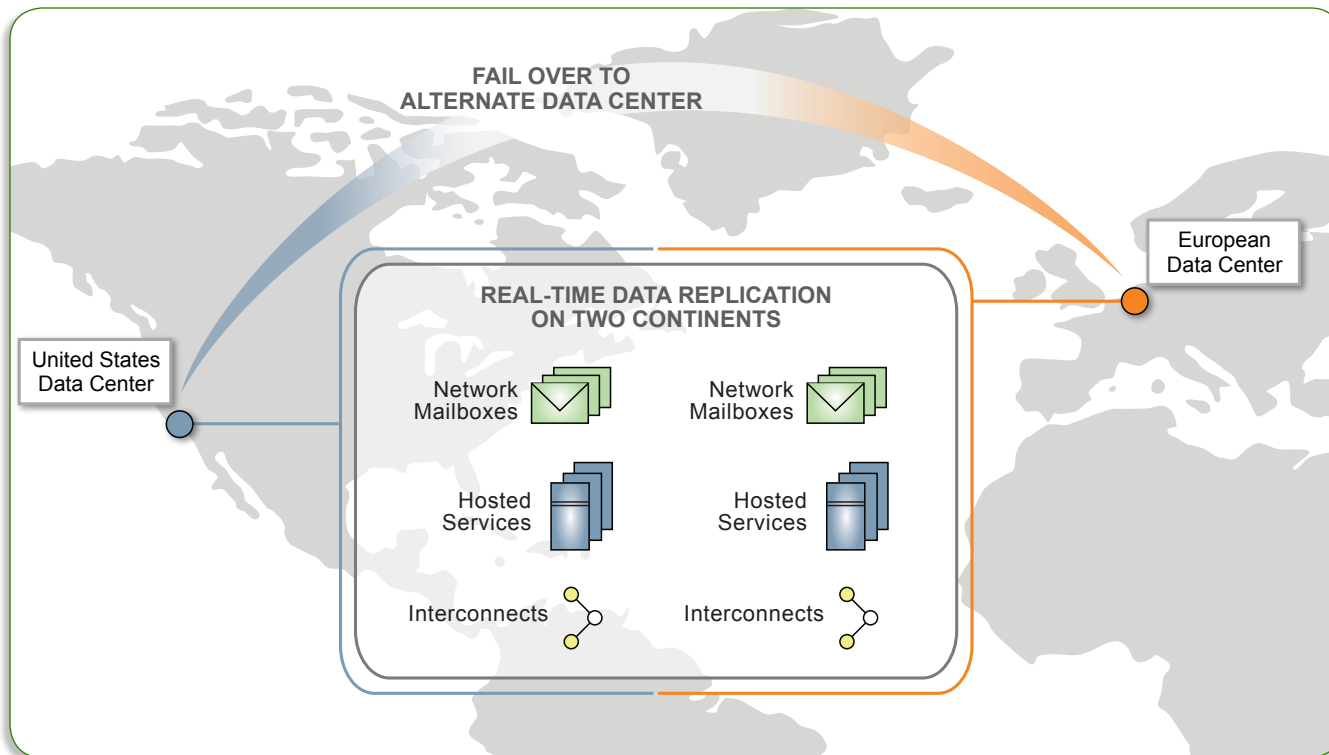 FAIL OVER TO
ALTERNATE DATA CENTER
European
Data Center
United States
Data Center
REAL-TIME DATA REPLICATION
ON TWO CONTINENTS
Network
Mailboxes
Network
Mailboxes
Hosted
Services
Hosted
Services
Interconnects
Interconnects